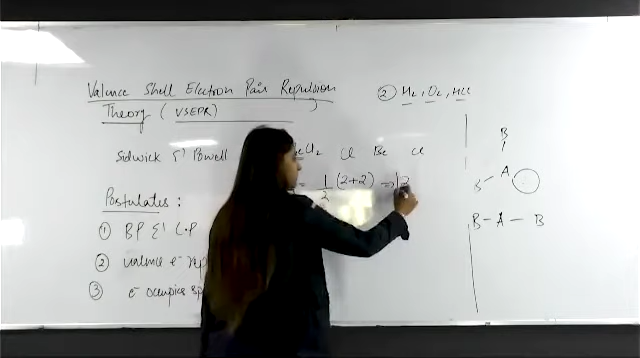 Valence Shell Electron Pair Repulsion
Theory (VSEPR)
Sidwick & Powell
Postulates :
① BP & L.P
② valence e⁻ rep
③ e⁻ occupies sp
② H₂, O₂, HCl
Cl Be Cl
= 1/2 (2+2) ⇒ 2
B
A
B
B - A - B